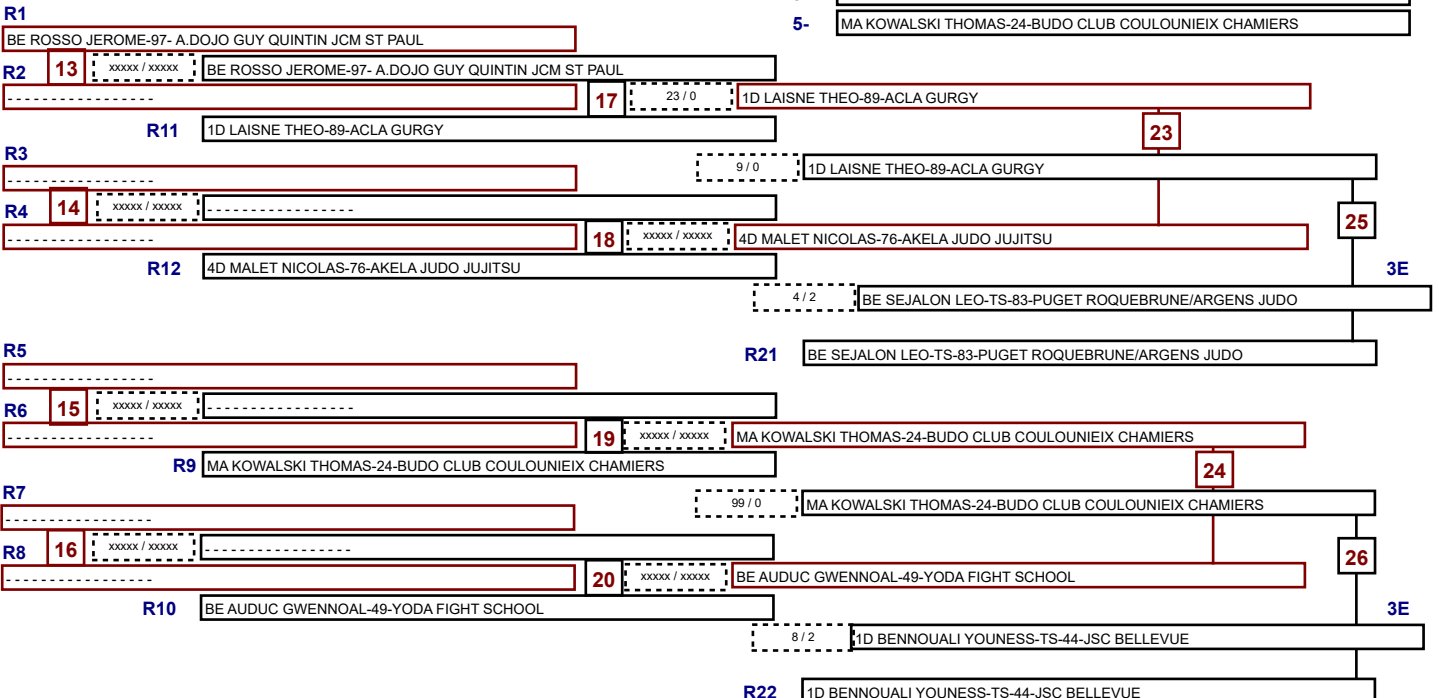 5- MA KOWALSKI THOMAS-24-BUDO CLUB COULOUNIEIX CHAMIERS
R1
BE ROSSO JEROME-97- A.DOJO GUY QUINTIN JCM ST PAUL
R2 13 xxxxx / xxxxx BE ROSSO JEROME-97- A.DOJO GUY QUINTIN JCM ST PAUL
- - - - - - - - - - - - - - - - - 17 23 / 0 1D LAISNE THEO-89-ACLA GURGY
R11 1D LAISNE THEO-89-ACLA GURGY 23
R3
- - - - - - - - - - - - - - - - - 9 / 0 1D LAISNE THEO-89-ACLA GURGY
R4 14 xxxxx / xxxxx - - - - - - - - - - - - - - - - - 25
- - - - - - - - - - - - - - - - - 18 xxxxx / xxxxx 4D MALET NICOLAS-76-AKELA JUDO JUJITSU
R12 4D MALET NICOLAS-76-AKELA JUDO JUJITSU 3E
4 / 2 BE SEJALON LEO-TS-83-PUGET ROQUEBRUNE/ARGENS JUDO
R5 R21 BE SEJALON LEO-TS-83-PUGET ROQUEBRUNE/ARGENS JUDO
- - - - - - - - - - - - - - - - -
R6 15 xxxxx / xxxxx - - - - - - - - - - - - - - - - -
- - - - - - - - - - - - - - - - - 19 xxxxx / xxxxx MA KOWALSKI THOMAS-24-BUDO CLUB COULOUNIEIX CHAMIERS
R9 MA KOWALSKI THOMAS-24-BUDO CLUB COULOUNIEIX CHAMIERS 24
R7
- - - - - - - - - - - - - - - - - 99 / 0 MA KOWALSKI THOMAS-24-BUDO CLUB COULOUNIEIX CHAMIERS
R8 16 xxxxx / xxxxx - - - - - - - - - - - - - - - - - 26
- - - - - - - - - - - - - - - - - 20 xxxxx / xxxxx BE AUDUC GWENNOAL-49-YODA FIGHT SCHOOL
R10 BE AUDUC GWENNOAL-49-YODA FIGHT SCHOOL 3E
8 / 2 1D BENNOUALI YOUNESS-TS-44-JSC BELLEVUE
R22 1D BENNOUALI YOUNESS-TS-44-JSC BELLEVUE